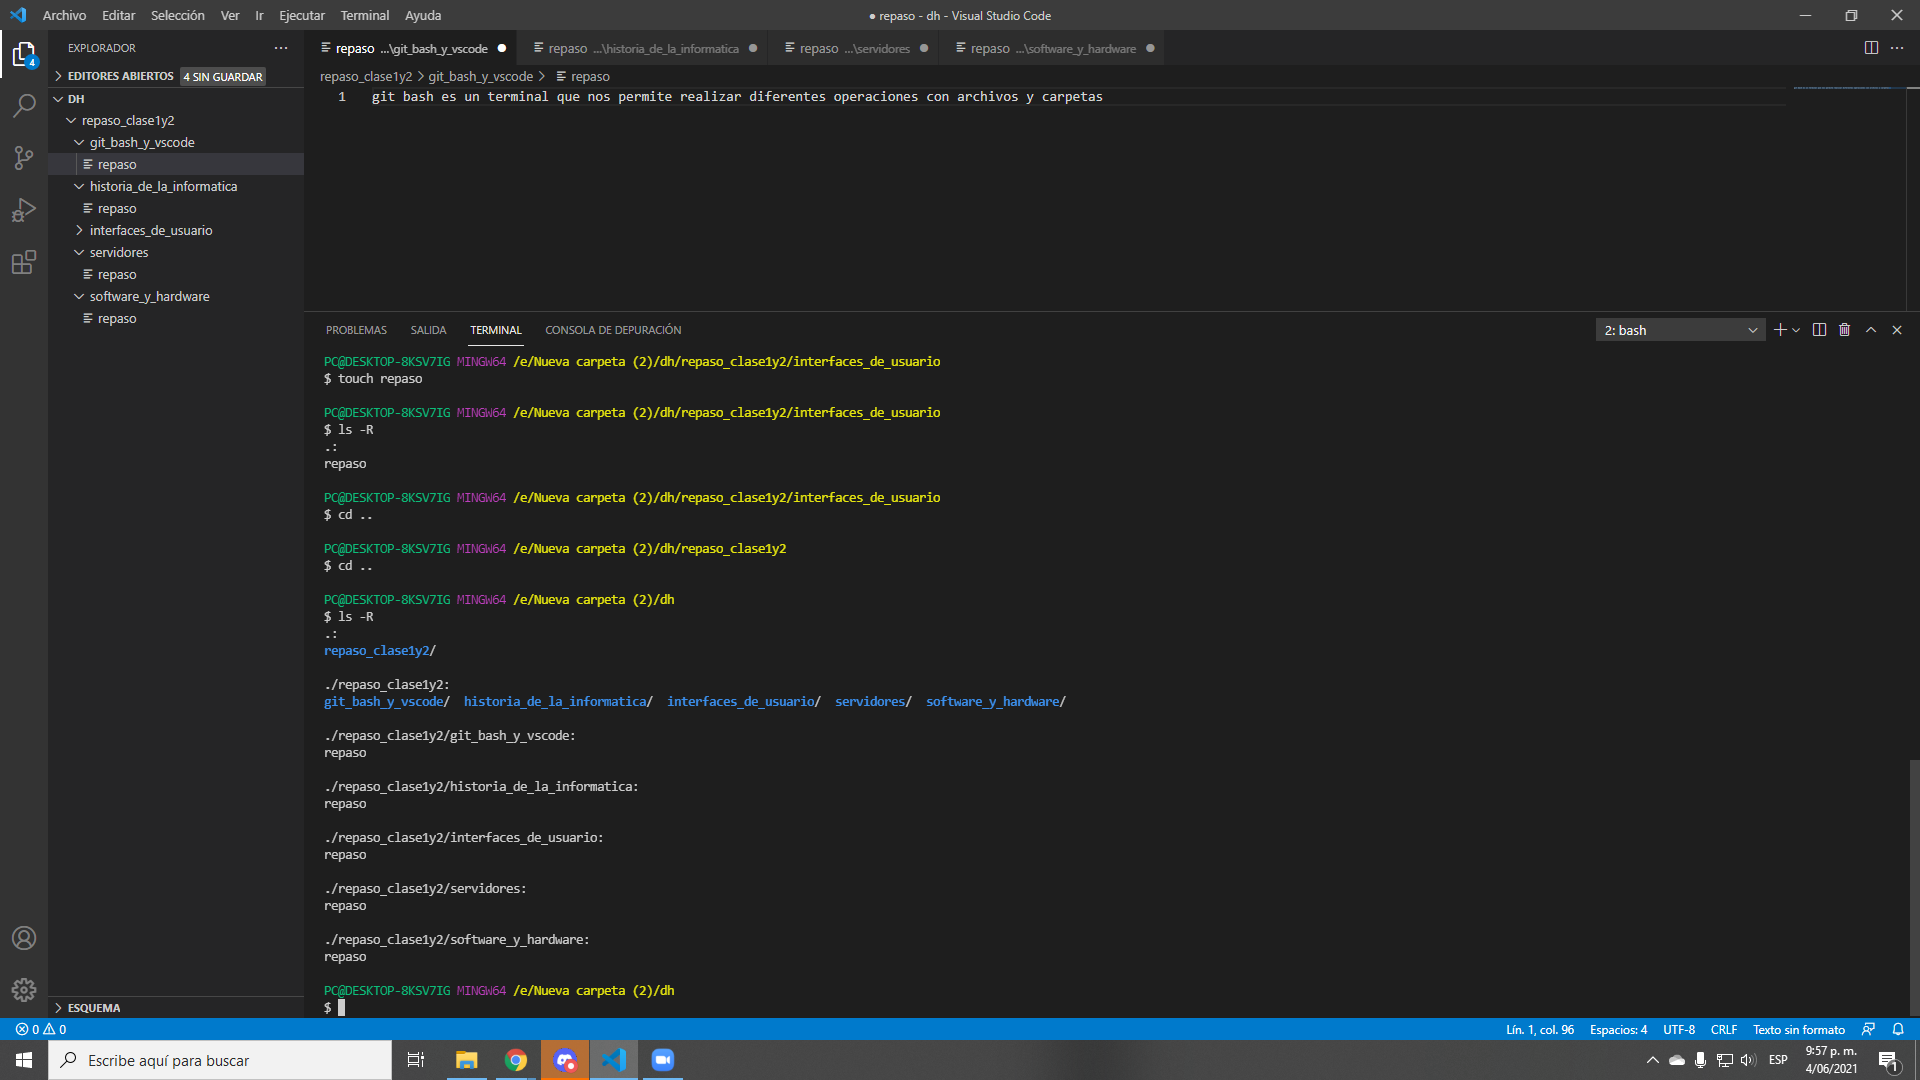 Archivo Editar Selección Ver Ir Ejecutar Terminal Ayuda
● repaso - dh - Visual Studio Code
EXPLORADOR
EDITORES ABIERTOS 4 SIN GUARDAR
DH
repaso_clase1y2
git_bash_y_vscode
repaso
historia_de_la_informatica
repaso
interfaces_de_usuario
servidores
repaso
software_y_hardware
repaso
ESQUEMA
4
repaso ...\git_bash_y_vscode ●
repaso ...\historia_de_la_informatica ●
repaso ...\servidores ●
repaso ...\software_y_hardware ●
repaso_clase1y2 > git_bash_y_vscode > repaso
1 git bash es un terminal que nos permite realizar diferentes operaciones con archivos y carpetas
PROBLEMAS SALIDA TERMINAL CONSOLA DE DEPURACIÓN
2: bash
PC@DESKTOP-8KSV7IG MINGW64 /e/Nueva carpeta (2)/dh/repaso_clase1y2/interfaces_de_usuario
$ touch repaso
PC@DESKTOP-8KSV7IG MINGW64 /e/Nueva carpeta (2)/dh/repaso_clase1y2/interfaces_de_usuario
$ ls -R
.:
repaso
PC@DESKTOP-8KSV7IG MINGW64 /e/Nueva carpeta (2)/dh/repaso_clase1y2/interfaces_de_usuario
$ cd ..
PC@DESKTOP-8KSV7IG MINGW64 /e/Nueva carpeta (2)/dh/repaso_clase1y2
$ cd ..
PC@DESKTOP-8KSV7IG MINGW64 /e/Nueva carpeta (2)/dh
$ ls -R
.:
repaso_clase1y2/
./repaso_clase1y2:
git_bash_y_vscode/ historia_de_la_informatica/ interfaces_de_usuario/ servidores/ software_y_hardware/
./repaso_clase1y2/git_bash_y_vscode:
repaso
./repaso_clase1y2/historia_de_la_informatica:
repaso
./repaso_clase1y2/interfaces_de_usuario:
repaso
./repaso_clase1y2/servidores:
repaso
./repaso_clase1y2/software_y_hardware:
repaso
PC@DESKTOP-8KSV7IG MINGW64 /e/Nueva carpeta (2)/dh
$
0 0
Lín. 1, col. 96 Espacios: 4 UTF-8 CRLF Texto sin formato
Escribe aquí para buscar
ESP
9:57 p. m.
4/06/2021
1